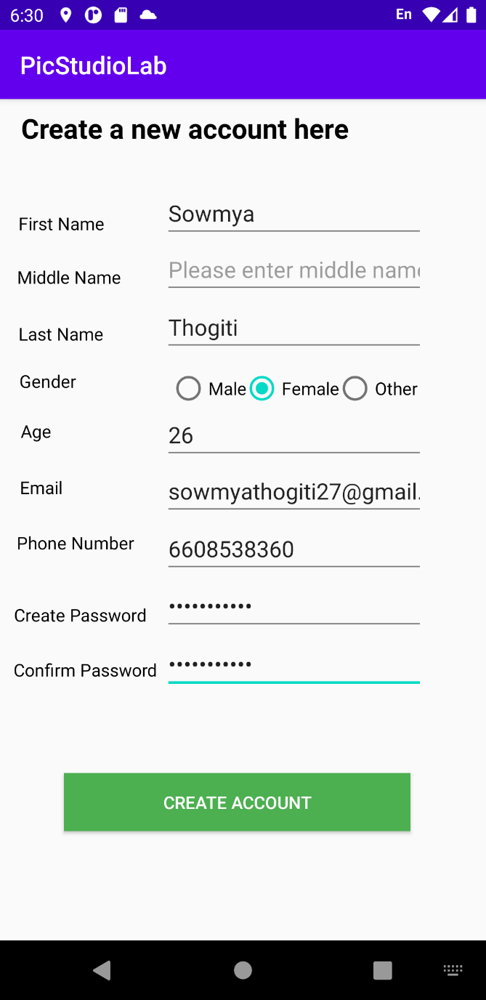 6:30 En
PicStudioLab
Create a new account here
First Name Sowmya
Middle Name Please enter middle name
Last Name Thogiti
Gender Male Female Other
Age 26
Email sowmyathogiti27@gmail.
Phone Number 6608538360
Create Password •••••••••••
Confirm Password •••••••••••
CREATE ACCOUNT